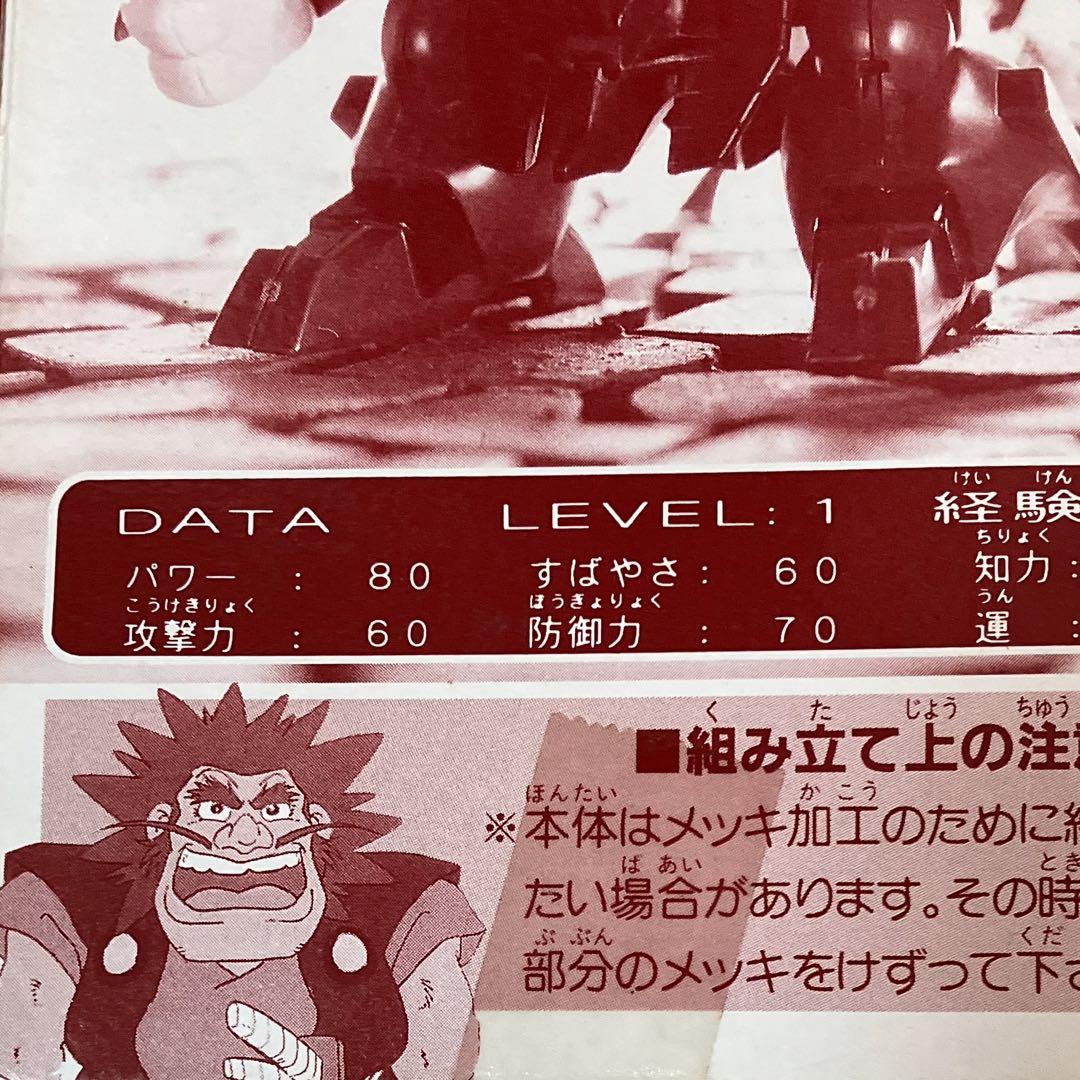 DATA LEVEL: 1 経験
けい けん
パワー : 80 すばやさ : 60 知力 :
ちりょく
攻撃力 : 60 防御力 : 70 運 :
こうけきりょく ぼうぎょりょく うん
■組み立て上の注
く た じょう ちゅう
※本体はメッキ加工のために
ほんたい か こう
たい場合があります。その時
ば あい とき
部分のメッキをけずって下さ
ぶ ぶん くだ